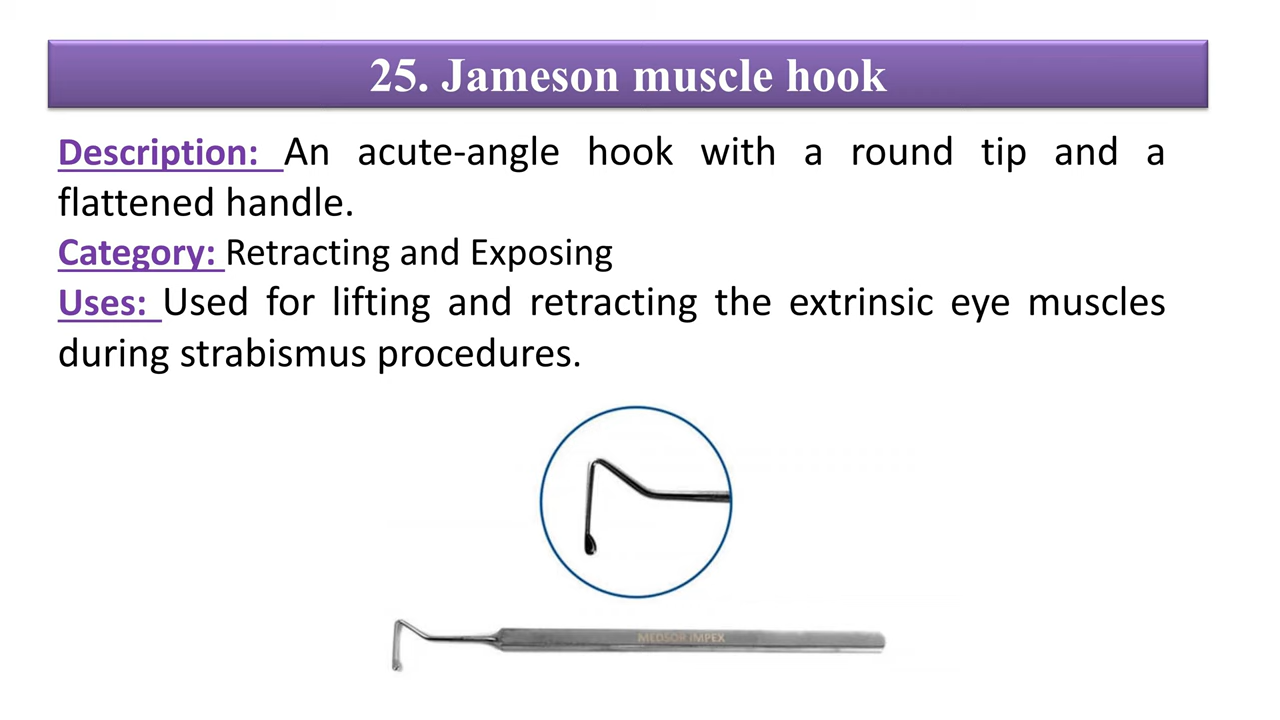 25. Jameson muscle hook
Description: An acute-angle hook with a round tip and a
flattened handle.
Category: Retracting and Exposing
Uses: Used for lifting and retracting the extrinsic eye muscles
during strabismus procedures.
MEDSOR IMPEX